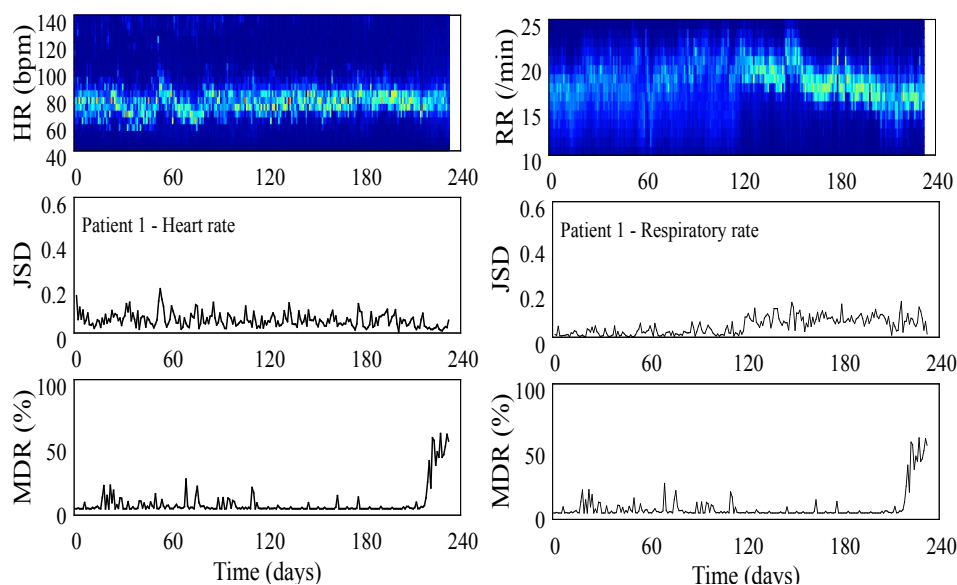 HR (bpm)
140
120
100
80
60
40
0 60 120 180 240
RR (/min)
25
20
15
10
0 60 120 180 240
JSD
0.6
0.4
0.2
0
Patient 1 - Heart rate
0 60 120 180 240
JSD
0.6
0.4
0.2
0
Patient 1 - Respiratory rate
0 60 120 180 240
MDR (%)
100
50
0
0 60 120 180 240
Time (days)
MDR (%)
100
50
0
0 60 120 180 240
Time (days)